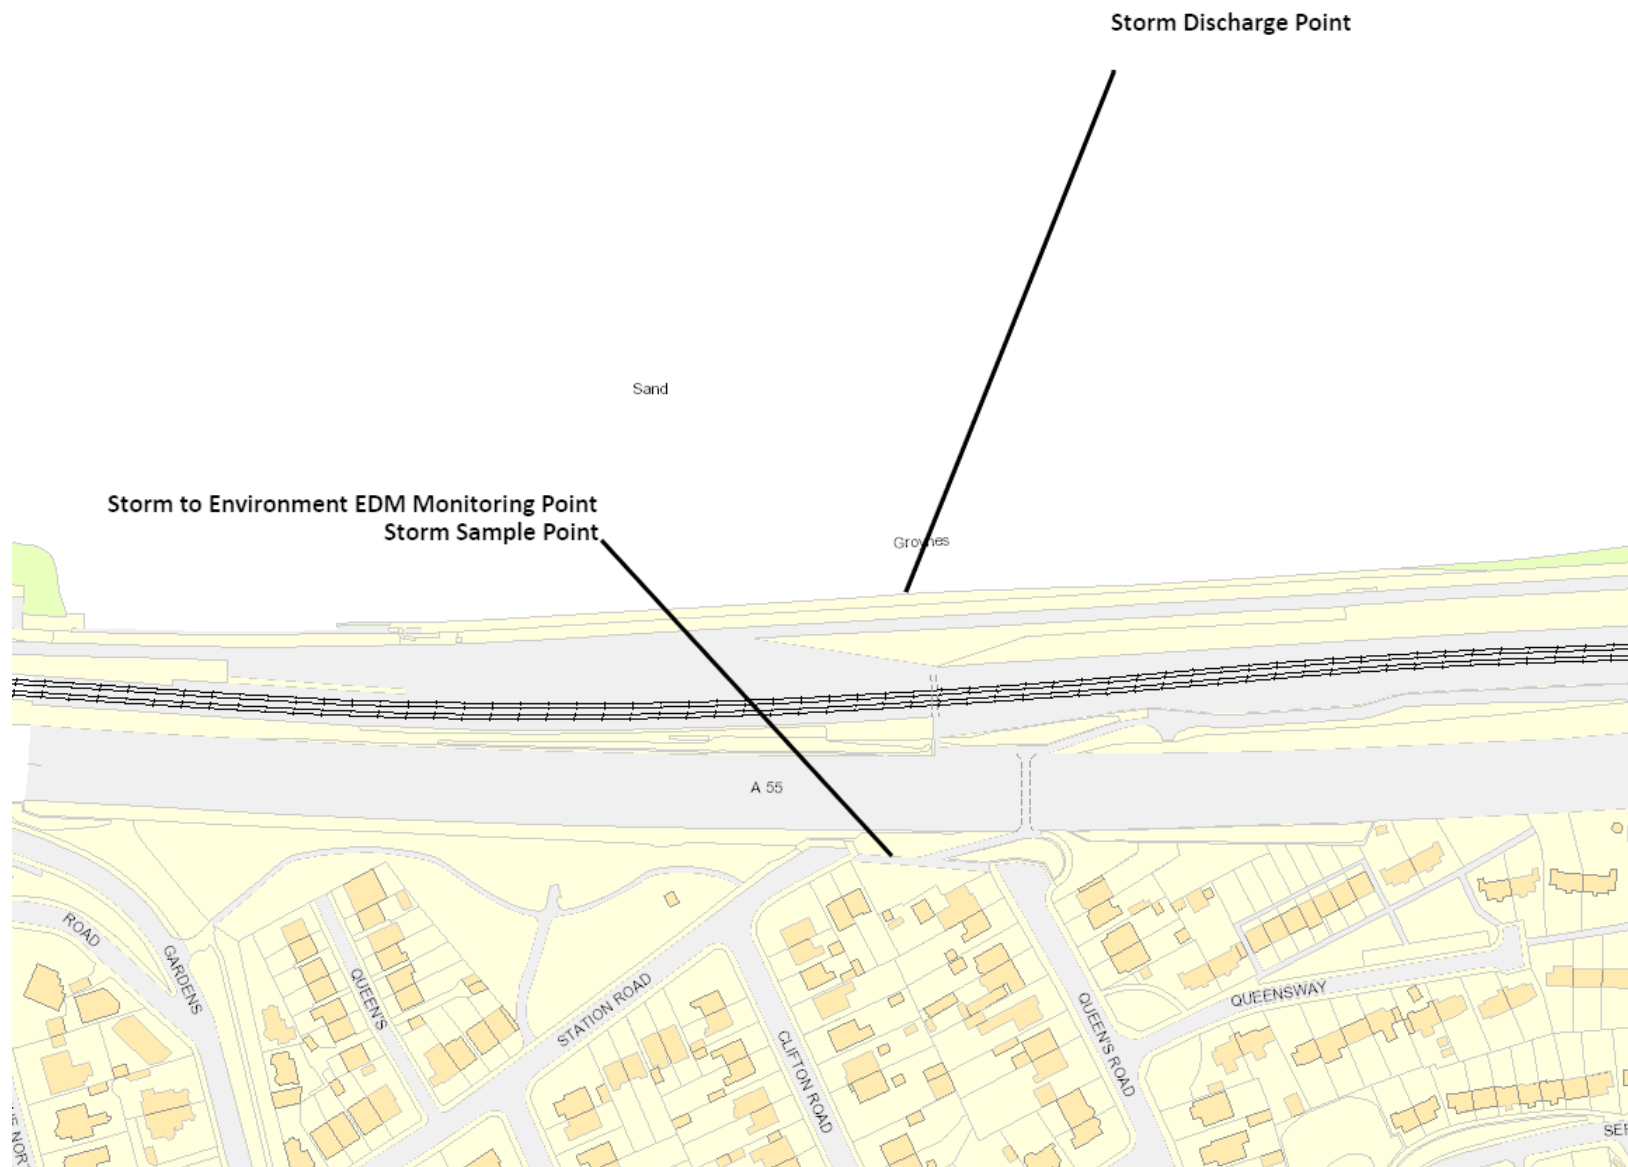 Storm Discharge Point
Sand
Storm to Environment EDM Monitoring Point
Storm Sample Point
Groynes
A 55
ROAD
GARDENS
QUEEN'S
STATION ROAD
CLIFTON ROAD
QUEEN'S ROAD
QUEENSWAY